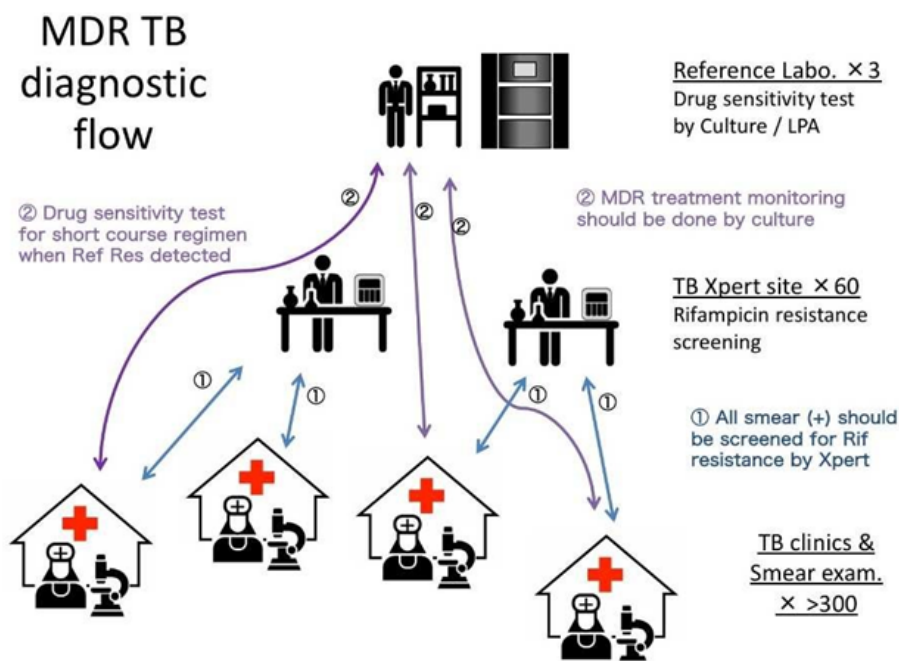 MDR TB
diagnostic
flow
Reference Labo. ×3
Drug sensitivity test
by Culture / LPA
② Drug sensitivity test
for short course regimen
when Ref Res detected
②
②
②
② MDR treatment monitoring
should be done by culture
TB Xpert site ×60
Rifampicin resistance
screening
①
①
①
①
① All smear (+) should
be screened for Rif
resistance by Xpert
TB clinics &
Smear exam.
× >300